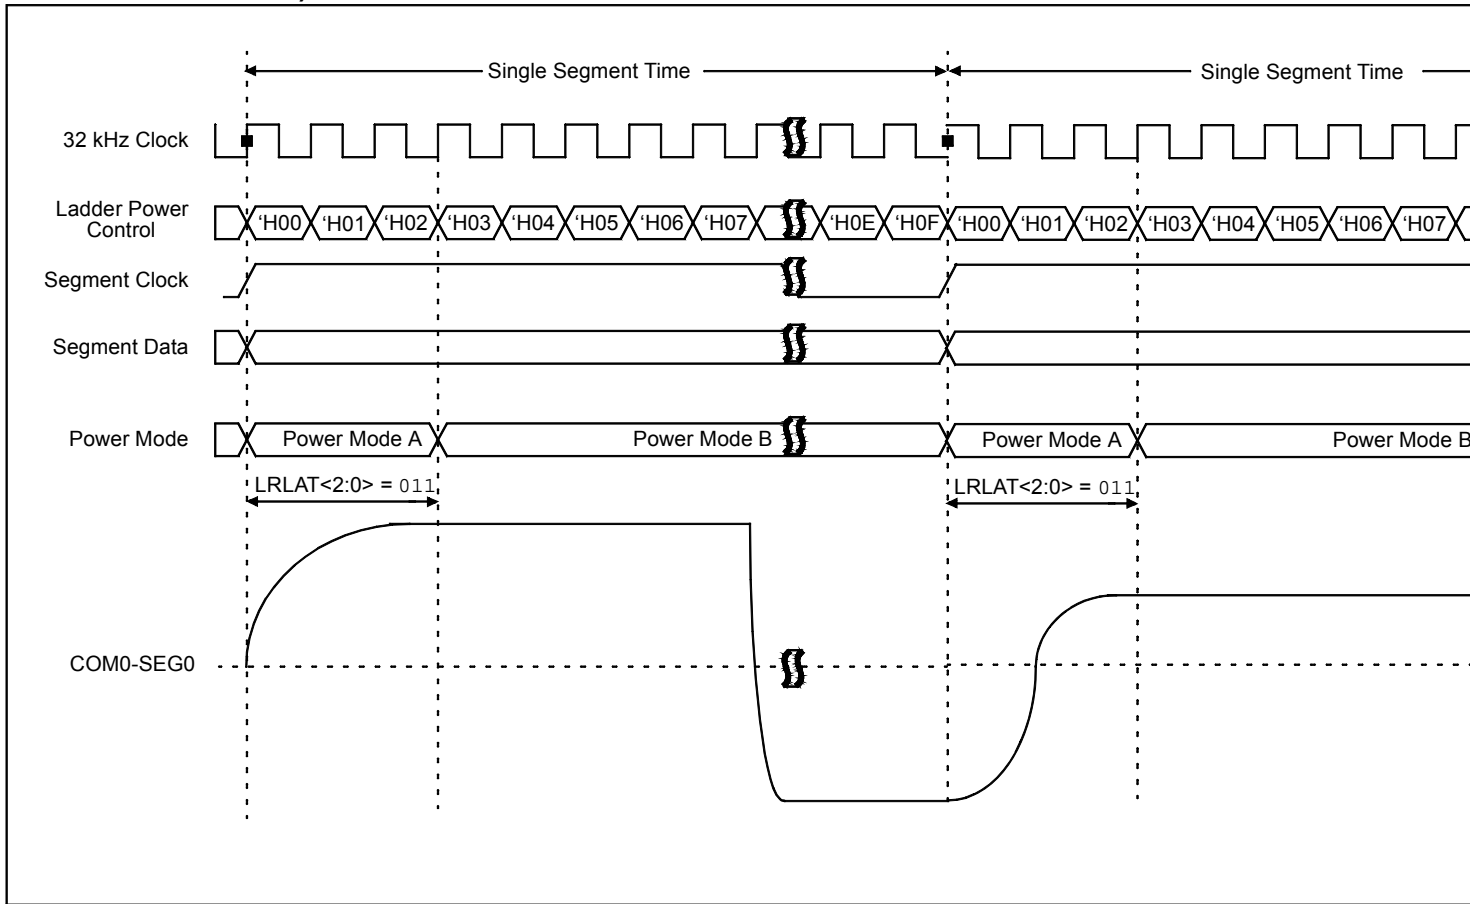 Single Segment Time
Single Segment Time
32 kHz Clock
Ladder Power
Control
‘H00 ‘H01 ‘H02 ‘H03 ‘H04 ‘H05 ‘H06 ‘H07 ‘H0E ‘H0F ‘H00 ‘H01 ‘H02 ‘H03 ‘H04 ‘H05 ‘H06 ‘H07
Segment Clock
Segment Data
Power Mode
Power Mode A
Power Mode B
Power Mode A
Power Mode B
LRLAT<2:0> = 011
LRLAT<2:0> = 011
COM0-SEG0